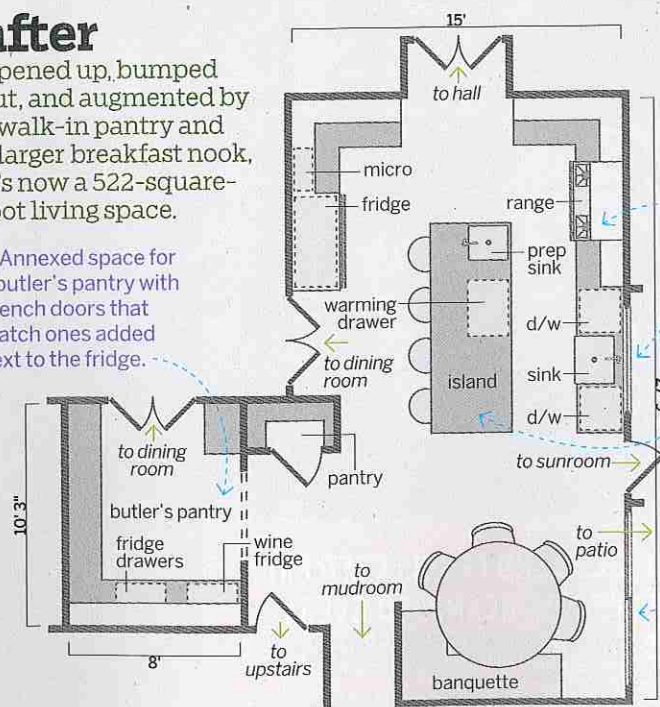 after
pened up, bumped
ut, and augmented by
walk-in pantry and
larger breakfast nook,
's now a 522-square-
oot living space.
Annexed space for
butler's pantry with
ench doors that
atch ones added
ext to the fridge.
15'
to hall
micro
fridge
range
prep
sink
warming
drawer
d/w
to dining
room
sink
island
d/w
to dining
room
pantry
to sunroom
10' 3"
butler's pantry
fridge
drawers
wine
fridge
to
mudroom
to
patio
8'
to
upstairs
banquette